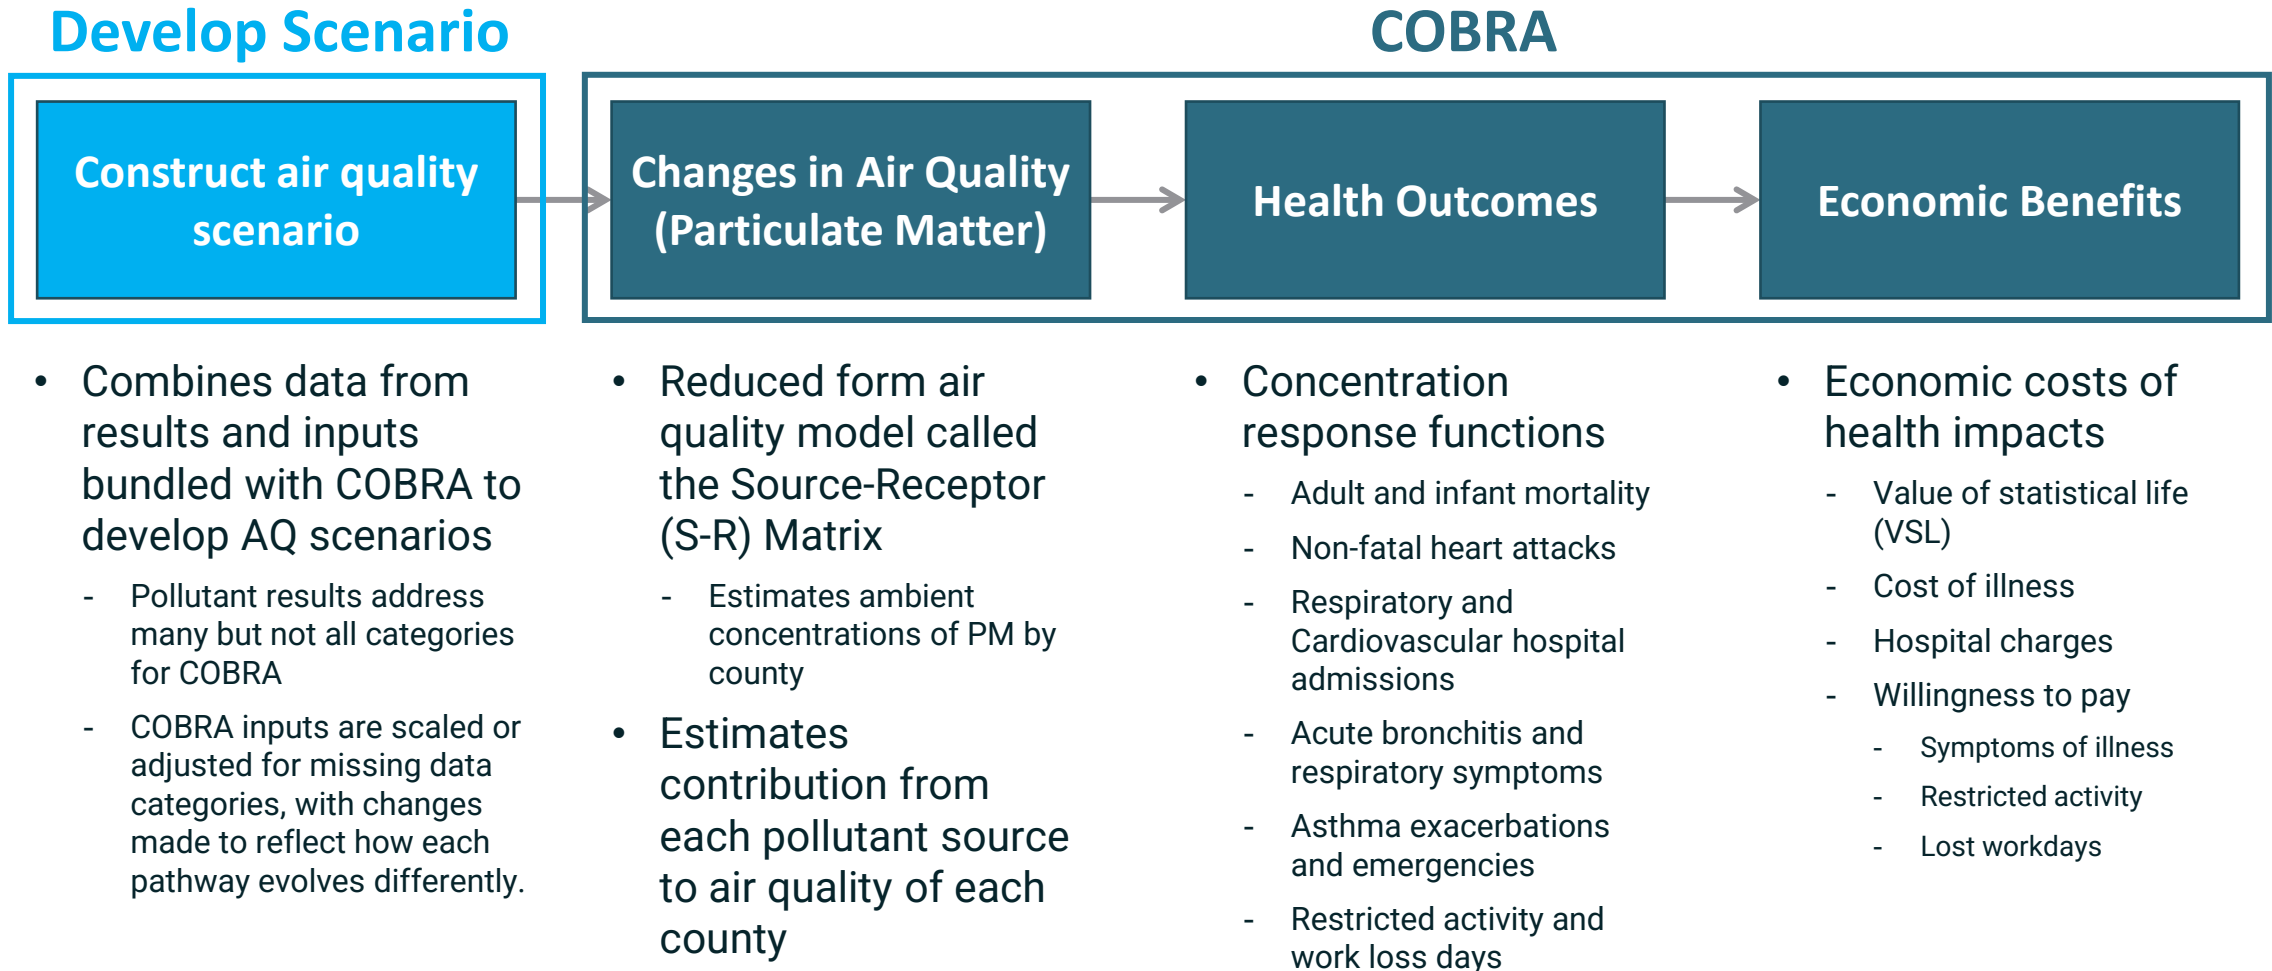 Develop Scenario
COBRA
Construct air quality
scenario
Changes in Air Quality
(Particulate Matter)
Health Outcomes
Economic Benefits
• Combines data from
results and inputs
bundled with COBRA to
develop AQ scenarios
- Pollutant results address
many but not all categories
for COBRA
- COBRA inputs are scaled or
adjusted for missing data
categories, with changes
made to reflect how each
pathway evolves differently.
• Reduced form air
quality model called
the Source-Receptor
(S-R) Matrix
- Estimates ambient
concentrations of PM by
county
• Estimates
contribution from
each pollutant source
to air quality of each
county
• Concentration
response functions
- Adult and infant mortality
- Non-fatal heart attacks
- Respiratory and
Cardiovascular hospital
admissions
- Acute bronchitis and
respiratory symptoms
- Asthma exacerbations
and emergencies
- Restricted activity and
work loss days
• Economic costs of
health impacts
- Value of statistical life
(VSL)
- Cost of illness
- Hospital charges
- Willingness to pay
- Symptoms of illness
- Restricted activity
- Lost workdays